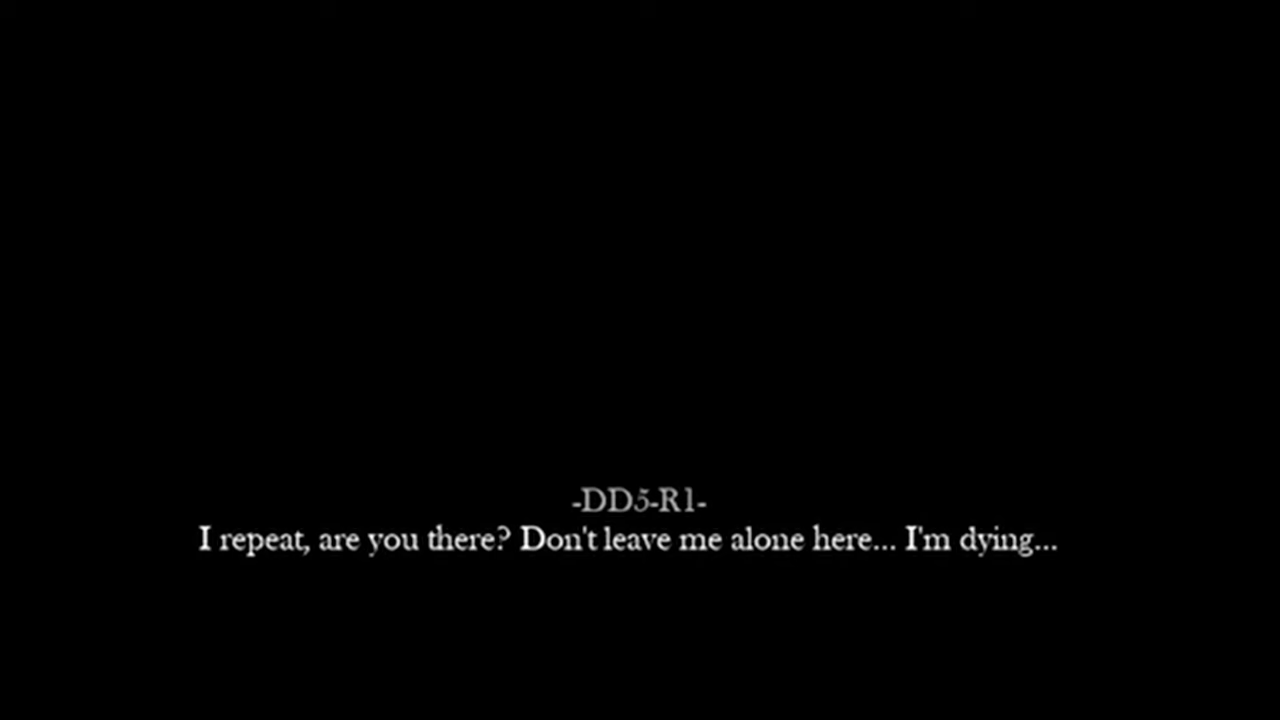 -DD5-R1-
I repeat, are you there? Don't leave me alone here... I'm dying...